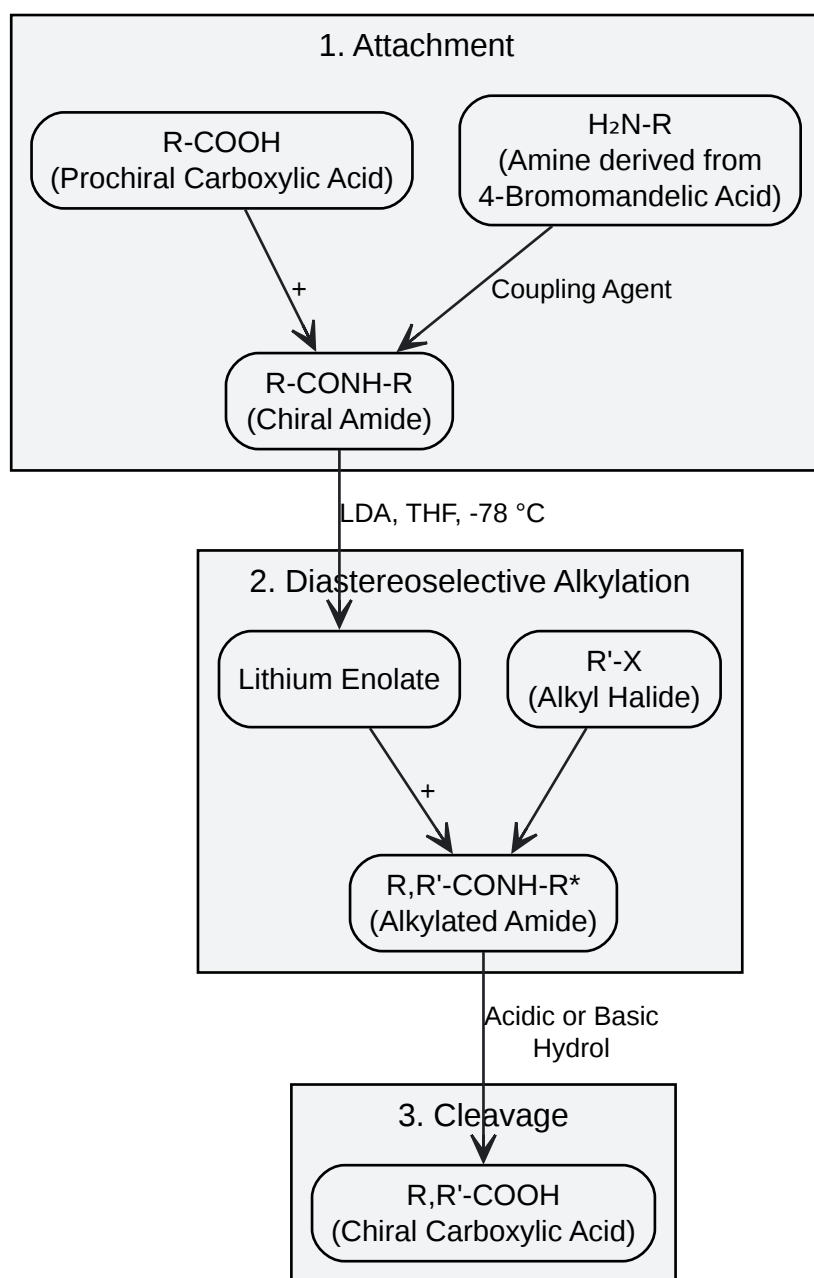 1. Attachment
R-COOH
(Prochiral Carboxylic Acid)
H₂N-R
(Amine derived from
4-Bromomandelic Acid)
+
Coupling Agent
R-CONH-R
(Chiral Amide)
LDA, THF, -78 °C
2. Diastereoselective Alkylation
Lithium Enolate
R'-X
(Alkyl Halide)
+
R,R'-CONH-R*
(Alkylated Amide)
Acidic or Basic
Hydrol
3. Cleavage
R,R'-COOH
(Chiral Carboxylic Acid)